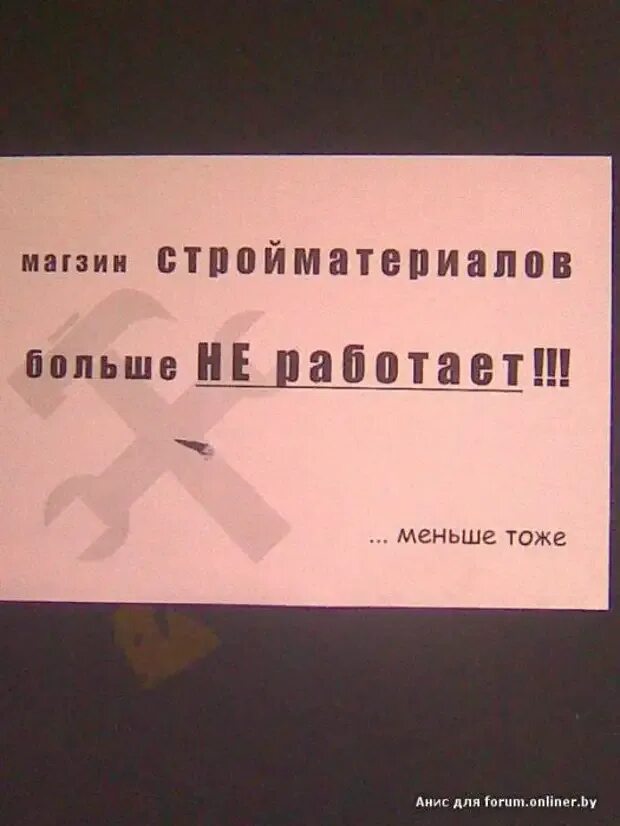 магзин стройматериалов
больше НЕ работает!!!
... меньше тоже
Анис для forum.onliner.by